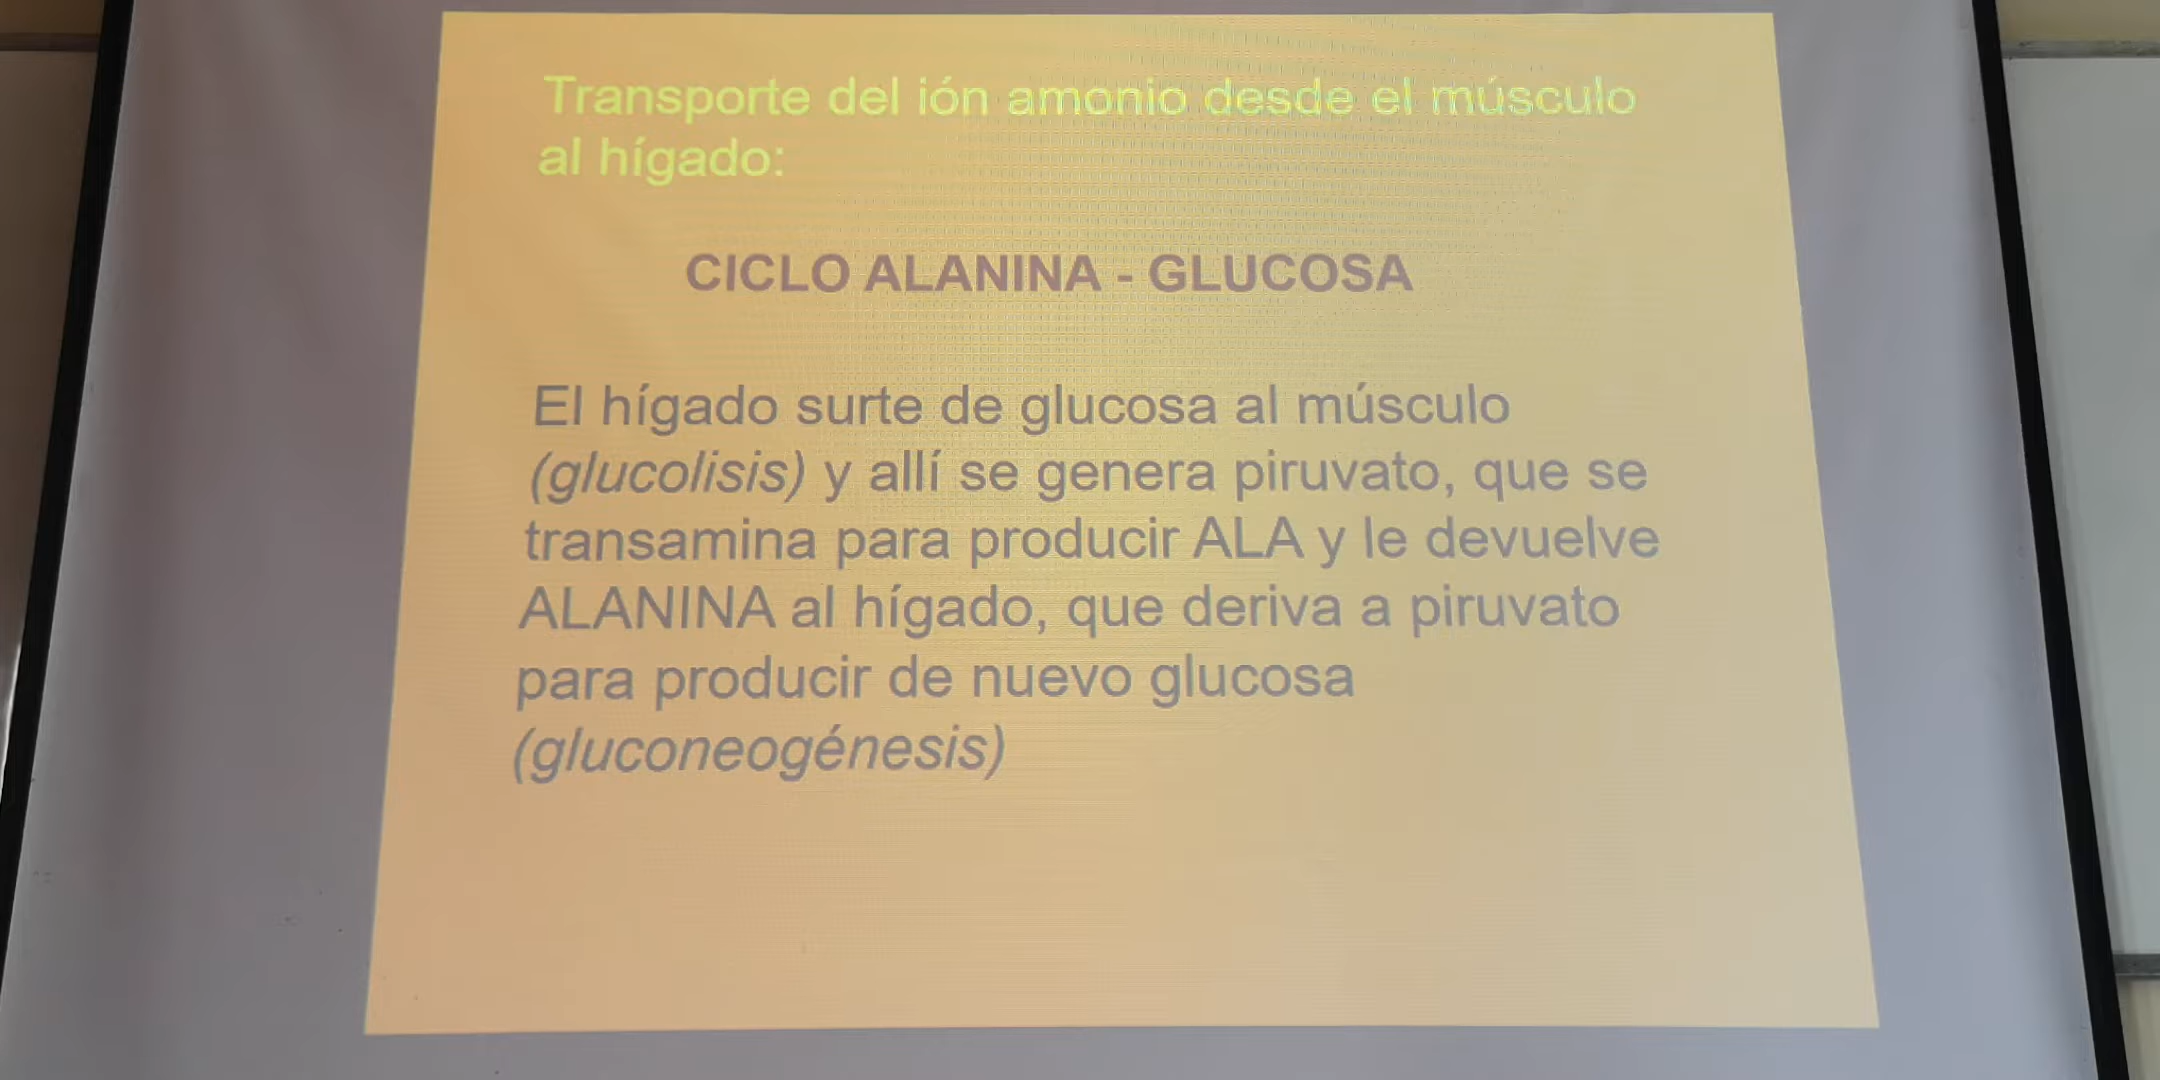 Transporte del ión amonio desde el músculo
al hígado:
CICLO ALANINA - GLUCOSA
El hígado surte de glucosa al músculo
(glucolisis) y allí se genera piruvato, que se
transamina para producir ALA y le devuelve
ALANINA al hígado, que deriva a piruvato
para producir de nuevo glucosa
(gluconeogénesis)